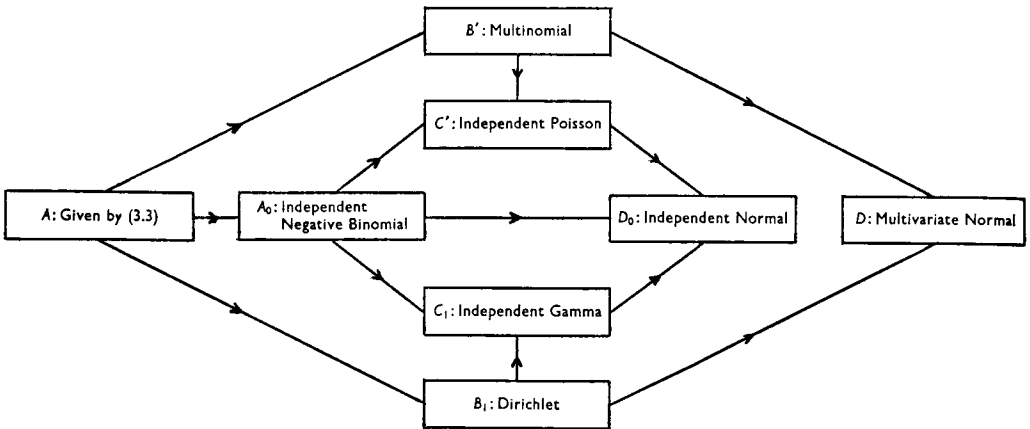 B′: Multinomial
C′: Independent Poisson
A: Given by (3.3)
A₀: Independent
Negative Binomial
D₀: Independent Normal
D: Multivariate Normal
C₁: Independent Gamma
B₁: Dirichlet